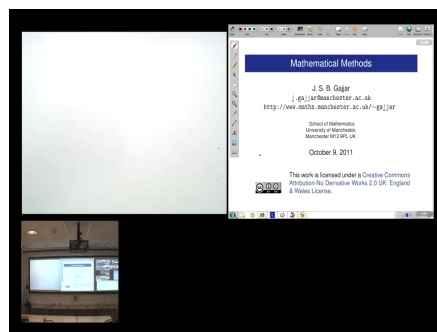 Mathematical Methods
J. S. B. Gajjar
j.gajjar@manchester.ac.uk
http://www.maths.manchester.ac.uk/~gajjar
School of Mathematics
University of Manchester,
Manchester M13 9PL UK.
October 9, 2011
This work is licensed under a Creative Commons
Attribution-No Derivative Works 2.0 UK: England
& Wales License.